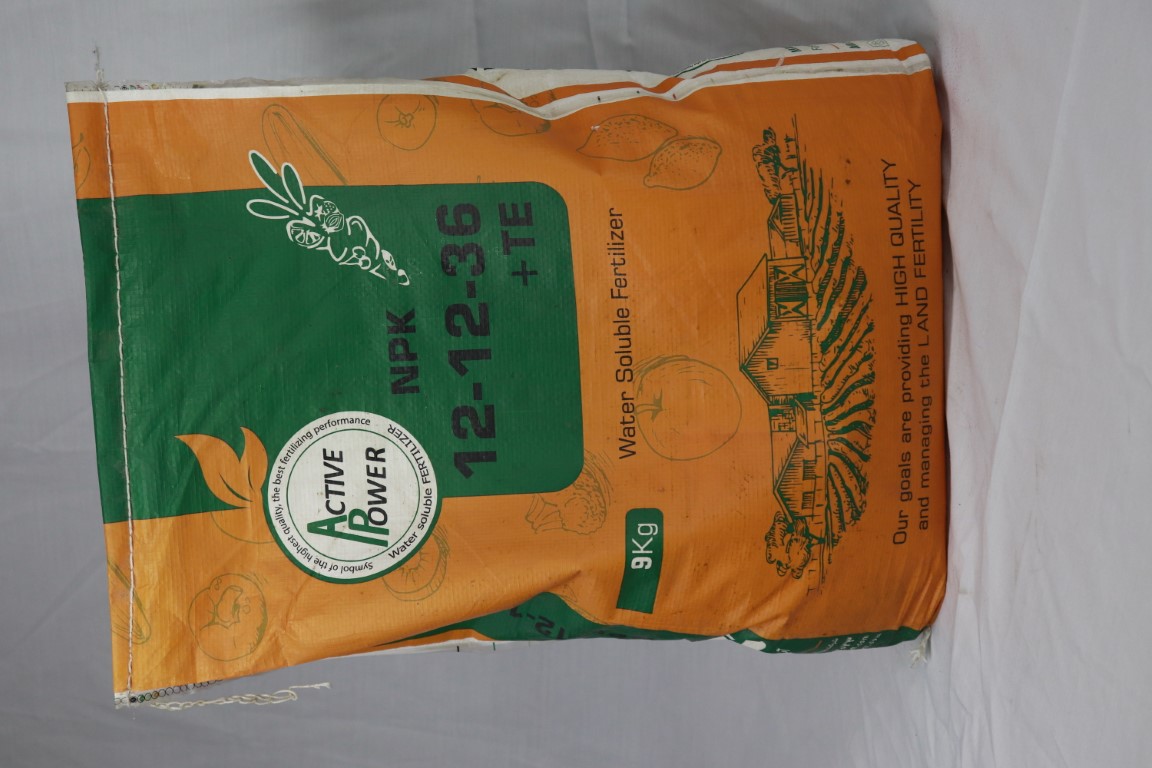 Symbol of the highest quality, the best fertilizing performance
ACTIVE
POWER
Water soluble FERTILIZER
NPK
12-12-36
+TE
Water Soluble Fertilizer
9Kg
Our goals are providing HIGH QUALITY
and managing the LAND FERTILITY